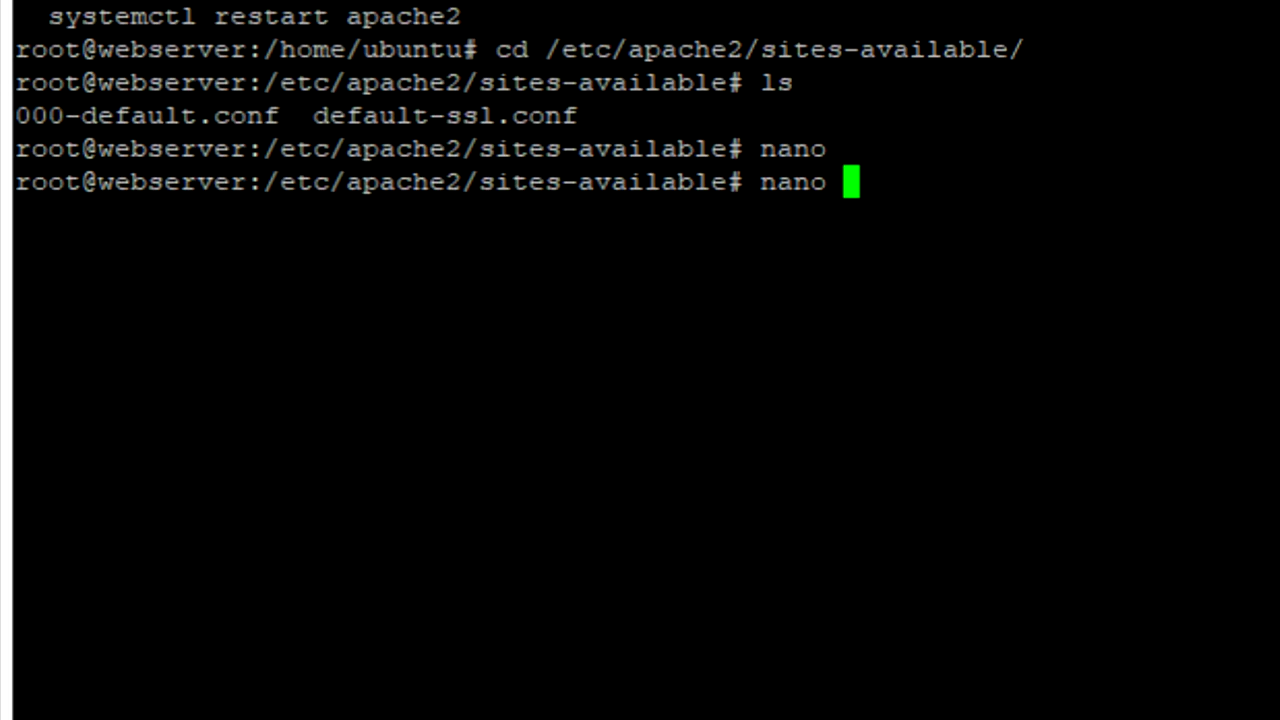 systemctl restart apache2
root@webserver:/home/ubuntu# cd /etc/apache2/sites-available/
root@webserver:/etc/apache2/sites-available# ls
000-default.conf  default-ssl.conf
root@webserver:/etc/apache2/sites-available# nano
root@webserver:/etc/apache2/sites-available# nano